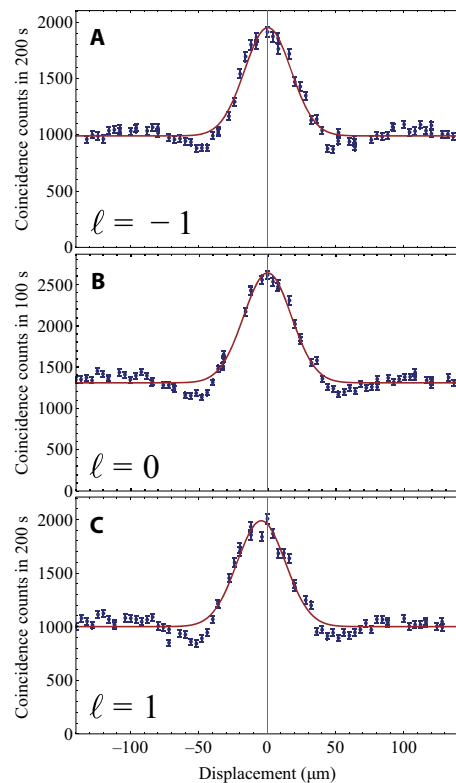 A
Coincidence counts in 200 s
2000
1500
1000
500
0
ℓ = − 1
B
Coincidence counts in 100 s
2500
2000
1500
1000
500
0
ℓ = 0
C
Coincidence counts in 200 s
2000
1500
1000
500
0
ℓ = 1
−100 −50 0 50 100
Displacement (μm)